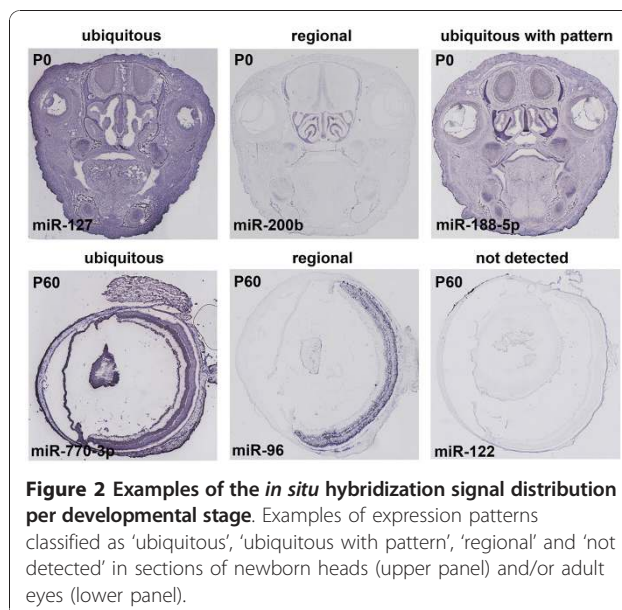 ubiquitous regional ubiquitous with pattern
P0 P0 P0
miR-127 miR-200b miR-188-5p
ubiquitous regional not detected
P60 P60 P60
miR-770-3p miR-96 miR-122
Figure 2 Examples of the in situ hybridization signal distribution
per developmental stage. Examples of expression patterns
classified as ‘ubiquitous’, ‘ubiquitous with pattern’, ‘regional’ and ‘not
detected’ in sections of newborn heads (upper panel) and/or adult
eyes (lower panel).